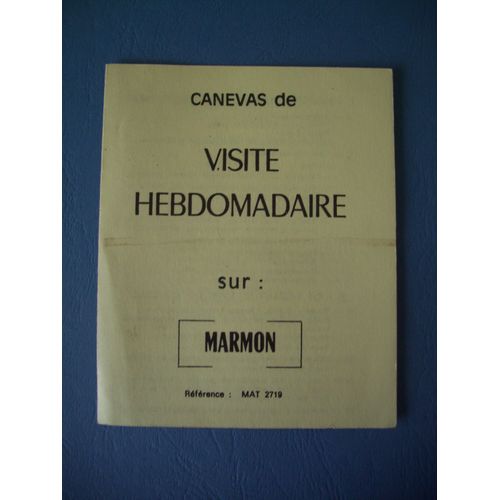 CANEVAS de
VISITE
HEBDOMADAIRE
sur :
MARMON
Référence : MAT 2719